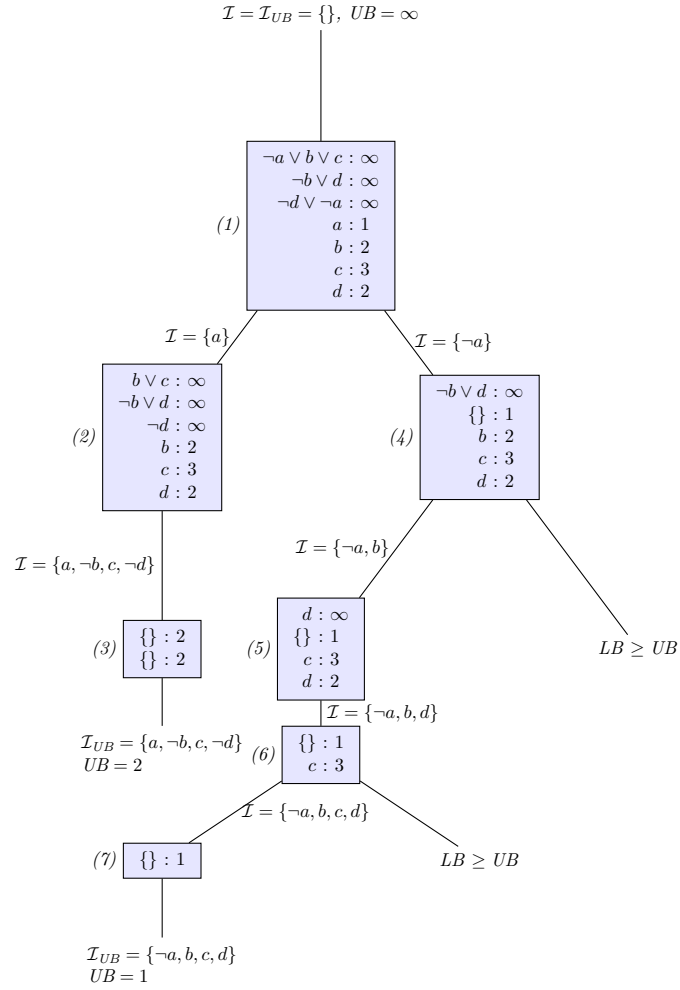 𝓘 = 𝓘_UB = {}, UB = ∞
¬a ∨ b ∨ c : ∞
¬b ∨ d : ∞
¬d ∨ ¬a : ∞
a : 1
b : 2
c : 3
d : 2
(1)
𝓘 = {a}
𝓘 = {¬a}
b ∨ c : ∞
¬b ∨ d : ∞
¬d : ∞
b : 2
c : 3
d : 2
(2)
¬b ∨ d : ∞
{} : 1
b : 2
c : 3
d : 2
(4)
𝓘 = {a, ¬b, c, ¬d}
𝓘 = {¬a, b}
{} : 2
{} : 2
(3)
d : ∞
{} : 1
c : 3
d : 2
(5)
LB ≥ UB
𝓘 = {¬a, b, d}
𝓘_UB = {a, ¬b, c, ¬d}
UB = 2
{} : 1
c : 3
(6)
𝓘 = {¬a, b, c, d}
{} : 1
(7)
LB ≥ UB
𝓘_UB = {¬a, b, c, d}
UB = 1